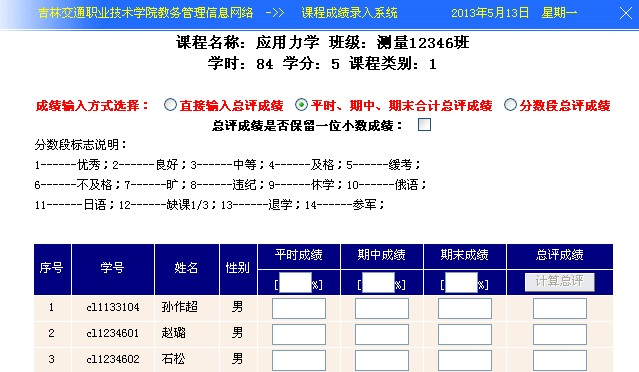 吉林交通职业技术学院教务管理信息网络 ->> 课程成绩录入系统 2013年5月13日 星期一
课程名称：应用力学 班级：测量12346班
学时：84 学分：5 课程类别：1
成绩输入方式选择： 直接输入总评成绩 平时、期中、期末合计总评成绩 分数段总评成绩
总评成绩是否保留一位小数成绩：
分数段标志说明：
1------优秀；2------良好；3------中等；4------及格；5------缓考；
6------不及格；7------旷；8------违纪；9------休学；10------俄语；
11------日语；12------缺课1/3；13------退学；14------参军；
序号 学号 姓名 性别 平时成绩 期中成绩 期末成绩 总评成绩
[ %] [ %] [ %] 计算总评
1 cl1133104 孙作超 男
2 cl1234601 赵璐 男
3 cl1234602 石松 男